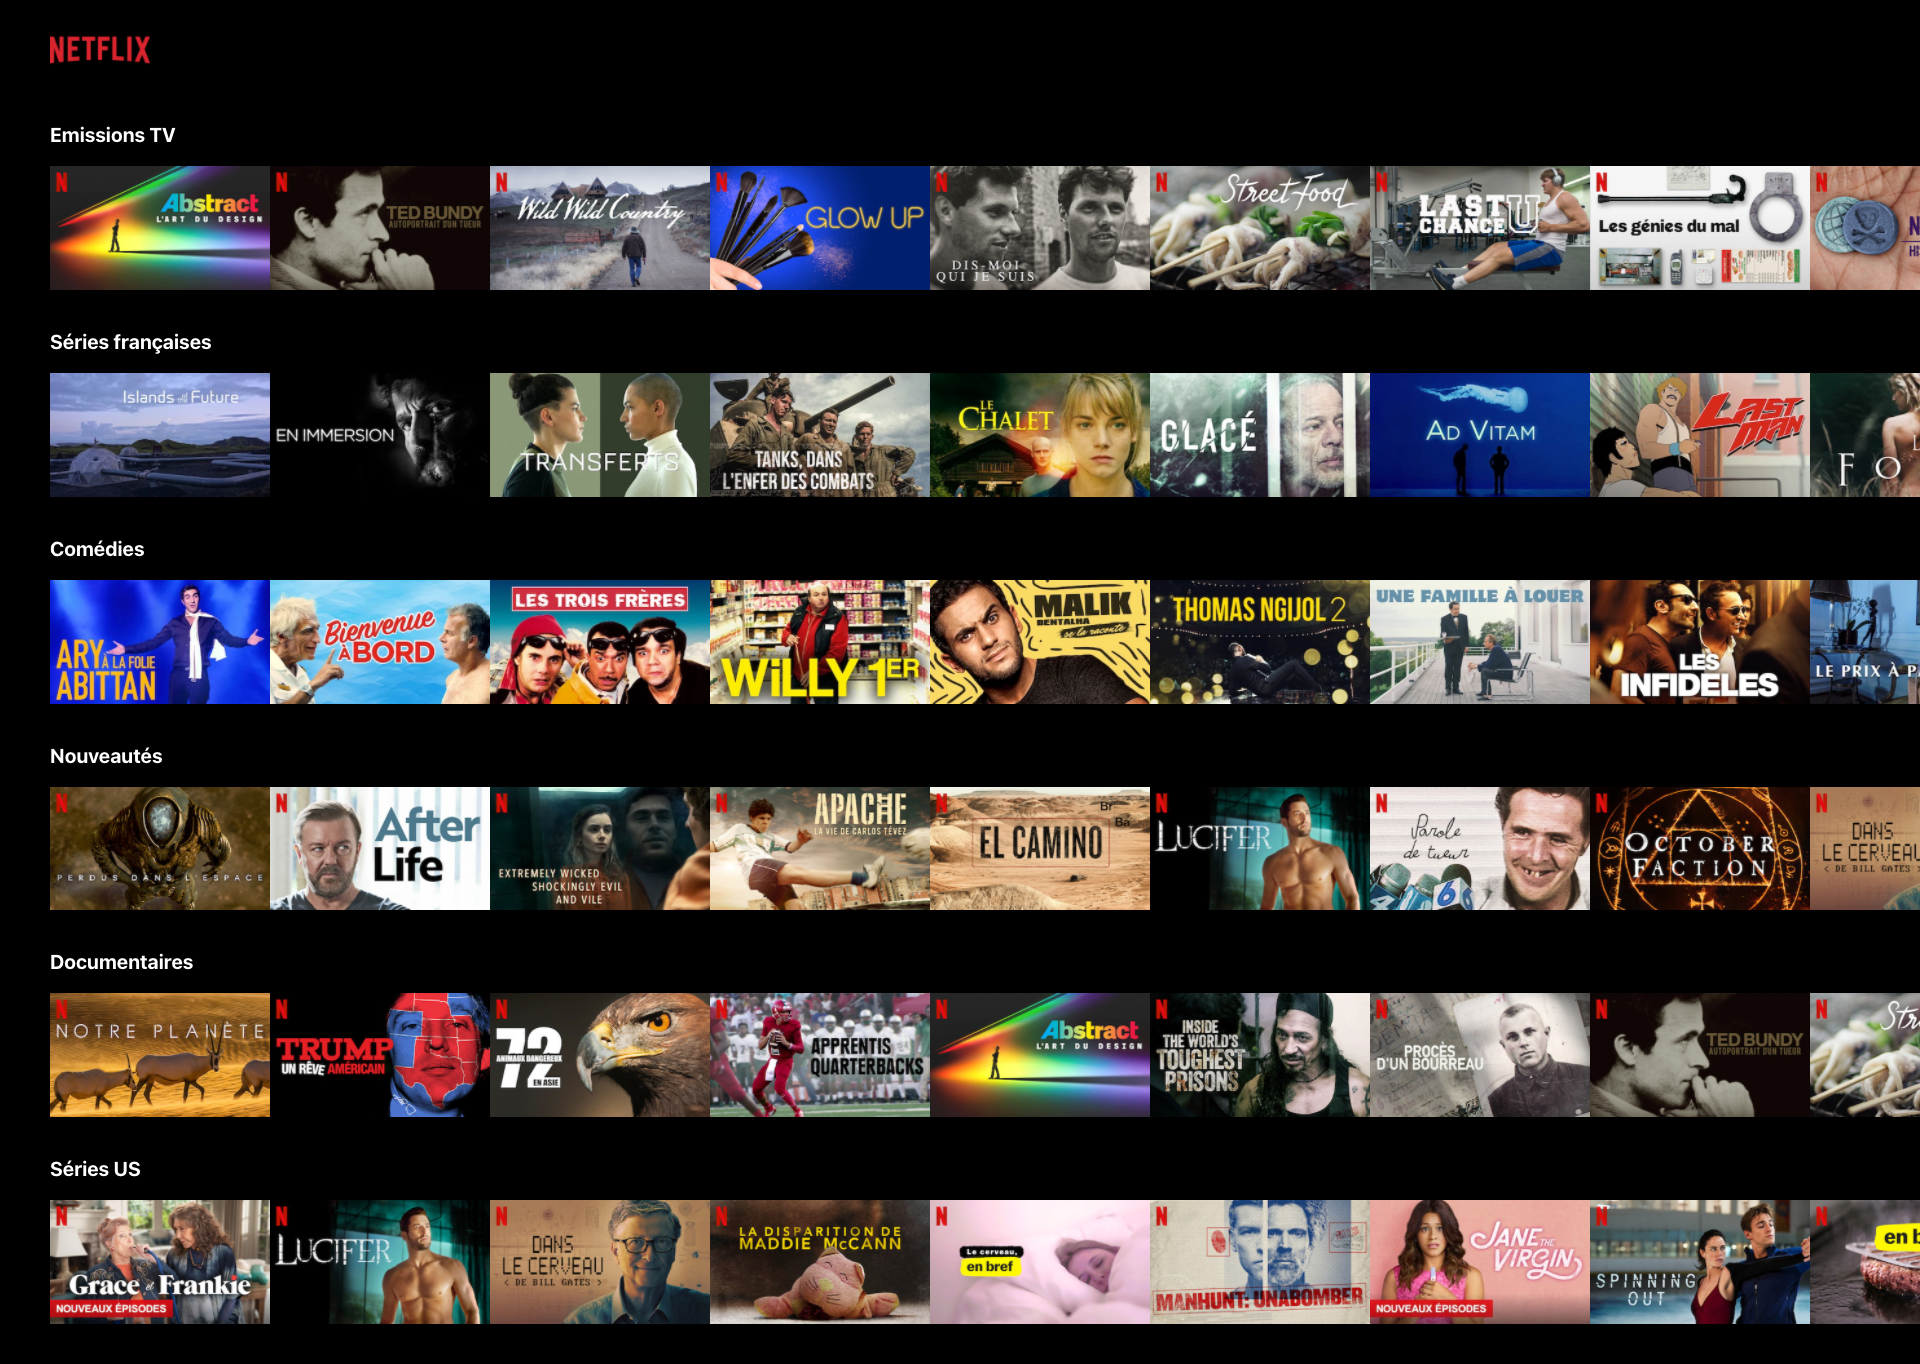 NETFLIX
Emissions TV
Abstract
L'ART DU DESIGN
TED BUNDY
AUTOPORTRAIT D'UN TUEUR
Wild Wild Country
GLOW UP
DIS-MOI
QUI JE SUIS
Street Food
LAST
CHANCE U
Les génies du mal
N
Séries françaises
Islands of the Future
EN IMMERSION
TRANSFERTS
TANKS, DANS
L'ENFER DES COMBATS
LE
CHALET
GLACÉ
AD VITAM
LAST
MAN
L
F O
Comédies
ARY À LA FOLIE
ABITTAN
Bienvenue
À BORD
LES TROIS FRÈRES
WiLLY 1ER
MALIK
BENTALHA
se la raconte
THOMAS NGIJOL 2
UNE FAMILLE À LOUER
LES
INFIDÈLES
LE PRIX À P
Nouveautés
PERDUS DANS L'ESPACE
After
Life
EXTREMELY WICKED
SHOCKINGLY EVIL
AND VILE
APACHE
LA VIE DE CARLOS TÉVEZ
Br
Ba
EL CAMINO
LUCIFER
Parole
de tueur
6
OCTOBER
FACTION
DANS
LE CERVEAU
< DE BILL GATES >
Documentaires
NOTRE PLANÈTE
TRUMP
UN RÊVE AMÉRICAIN
72
ANIMAUX DANGEREUX
EN ASIE
APPRENTIS
QUARTERBACKS
Abstract
L'ART DU DESIGN
INSIDE
THE WORLD'S
TOUGHEST
PRISONS
PROCÈS
D'UN BOURREAU
TED BUNDY
AUTOPORTRAIT D'UN TUEUR
Str
Séries US
Grace et Frankie
NOUVEAUX ÉPISODES
LUCIFER
DANS
LE CERVEAU
< DE BILL GATES >
LA DISPARITION DE
MADDIE McCANN
Le cerveau,
en bref
MANHUNT: UNABOMBER
JANE THE
VIRGIN
NOUVEAUX ÉPISODES
SPINNING
OUT
en b